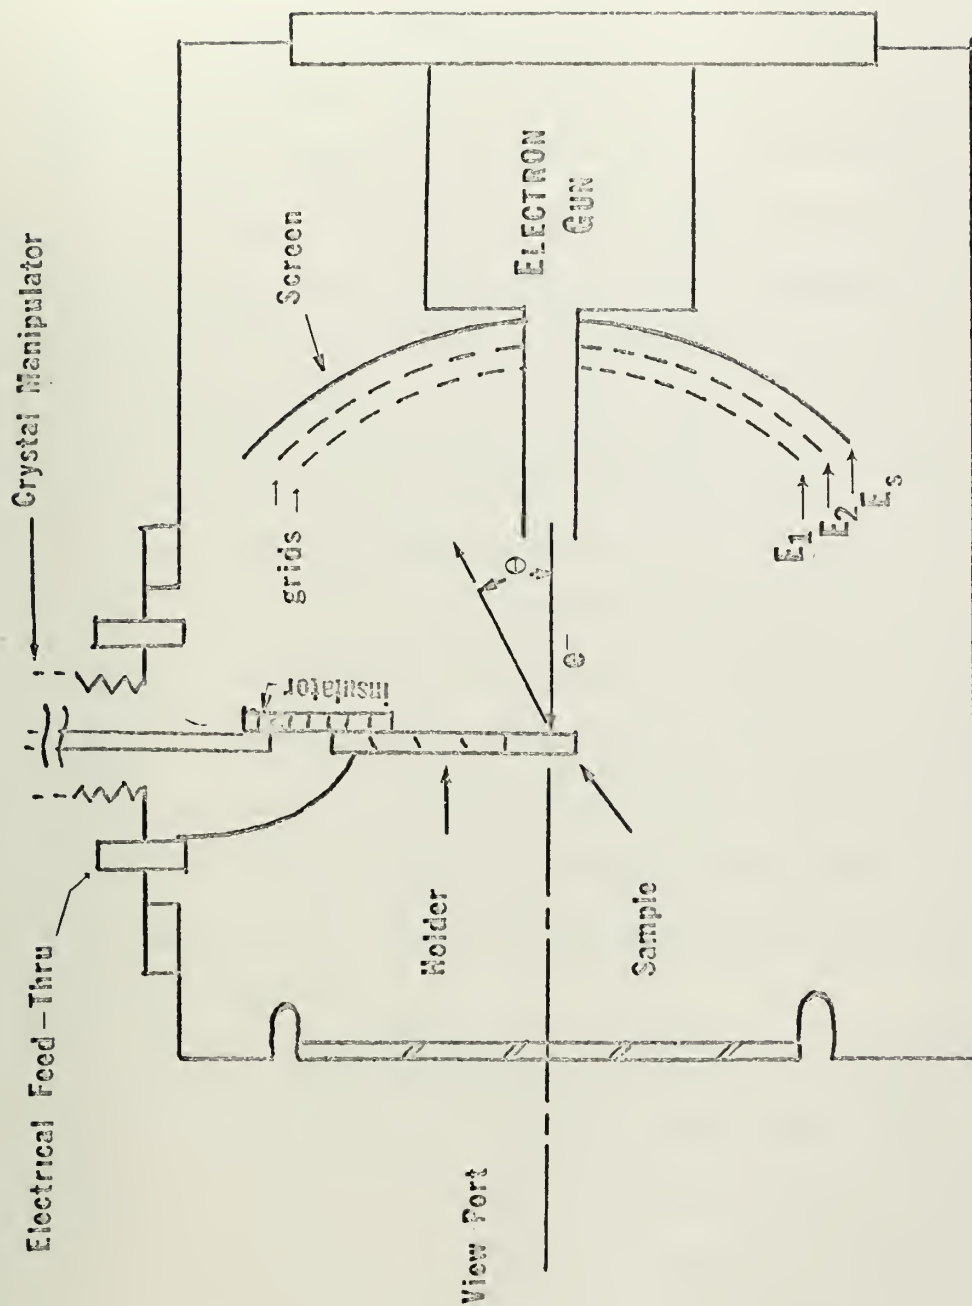 Crystal Manipulator
Electrical Feed-Thru
Screen
ELECTRON
GUN
grids
insulator
θ
e⁻
E₁
E₂
Eₛ
Holder
Sample
View Port